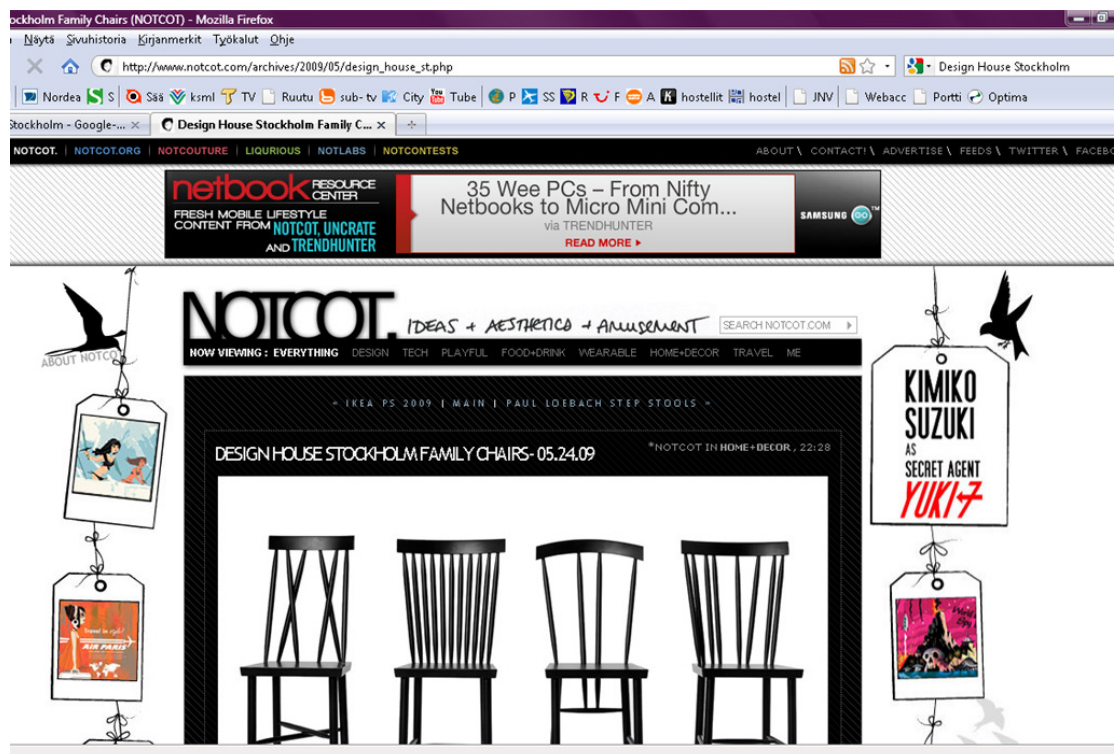 ockholm Family Chairs (NOTCOT) - Mozilla Firefox
Näytä Sivuhistoria Kirjanmerkit Työkalut Ohje
http://www.notcot.com/archives/2009/05/design_house_st.php Design House Stockholm
Nordea S Sää ksml TV Ruutu sub- tv City You Tube Tube P SS R F A K hostellit hostel JNV Webacc Portti Optima
Stockholm - Google-... Design House Stockholm Family C...
NOTCOT. | NOTCOT.ORG | NOTCOUTURE | LIQURIOUS | NOTLABS | NOTCONTESTS ABOUT \ CONTACT! \ ADVERTISE \ FEEDS \ TWITTER \ FACEBO
netbook RESOURCE CENTER
FRESH MOBILE LIFESTYLE
CONTENT FROM NOTCOT, UNCRATE
AND TRENDHUNTER
35 Wee PCs – From Nifty
Netbooks to Micro Mini Com...
via TRENDHUNTER
READ MORE
SAMSUNG GO™
NOTCOT. IDEAS + AESTHETICS + AMUSEMENT SEARCH NOTCOT.COM
ABOUT NOTCOT
NOW VIEWING : EVERYTHING DESIGN TECH PLAYFUL FOOD+DRINK WEARABLE HOME+DECOR TRAVEL ME
« IKEA PS 2009 | MAIN | PAUL LOEBACH STEP STOOLS »
DESIGN HOUSE STOCKHOLM FAMILY CHAIRS- 05.24.09 *NOTCOT IN HOME+DECOR , 22:28
KIMIKO
SUZUKI
AS
SECRET AGENT
YUKI-7
Travel in style!
AIR PARIS